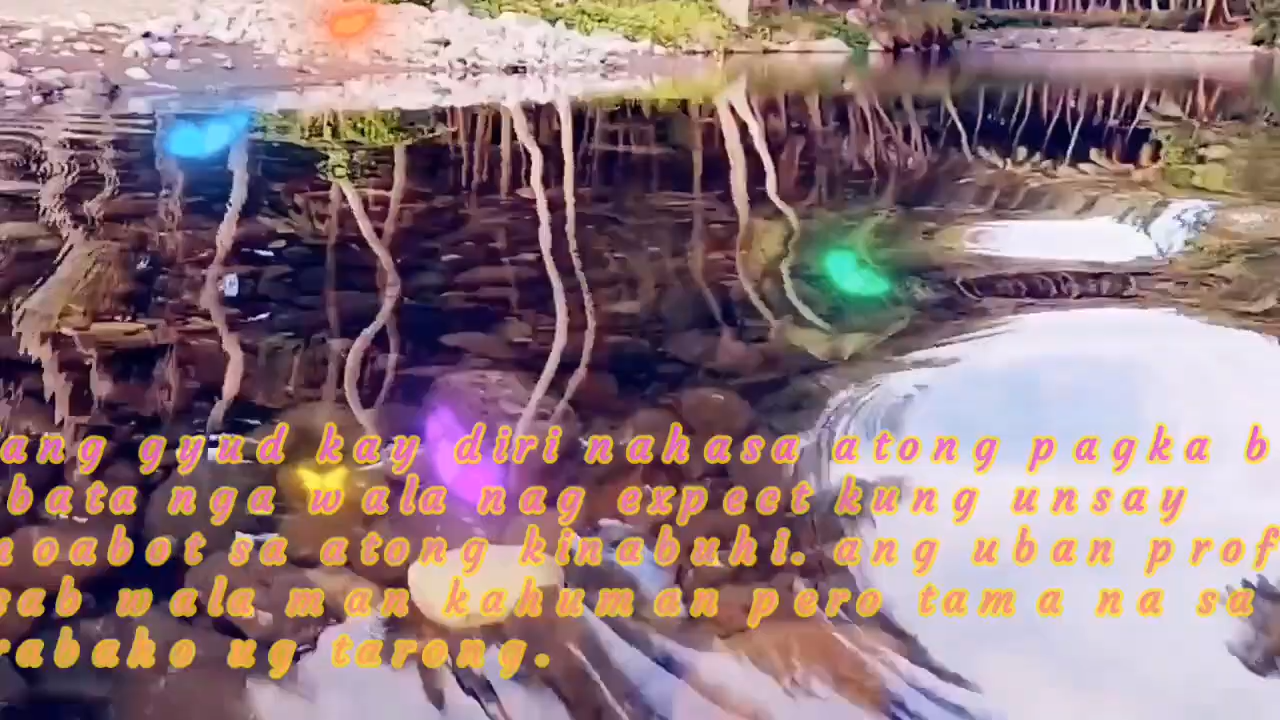 gyud kay diri nahasa atong pagka
bata nga wala nag expect kung unsay
sa atong kinabuhi. ang uban
wala man kahuman pero tama na sa
ug tarong.